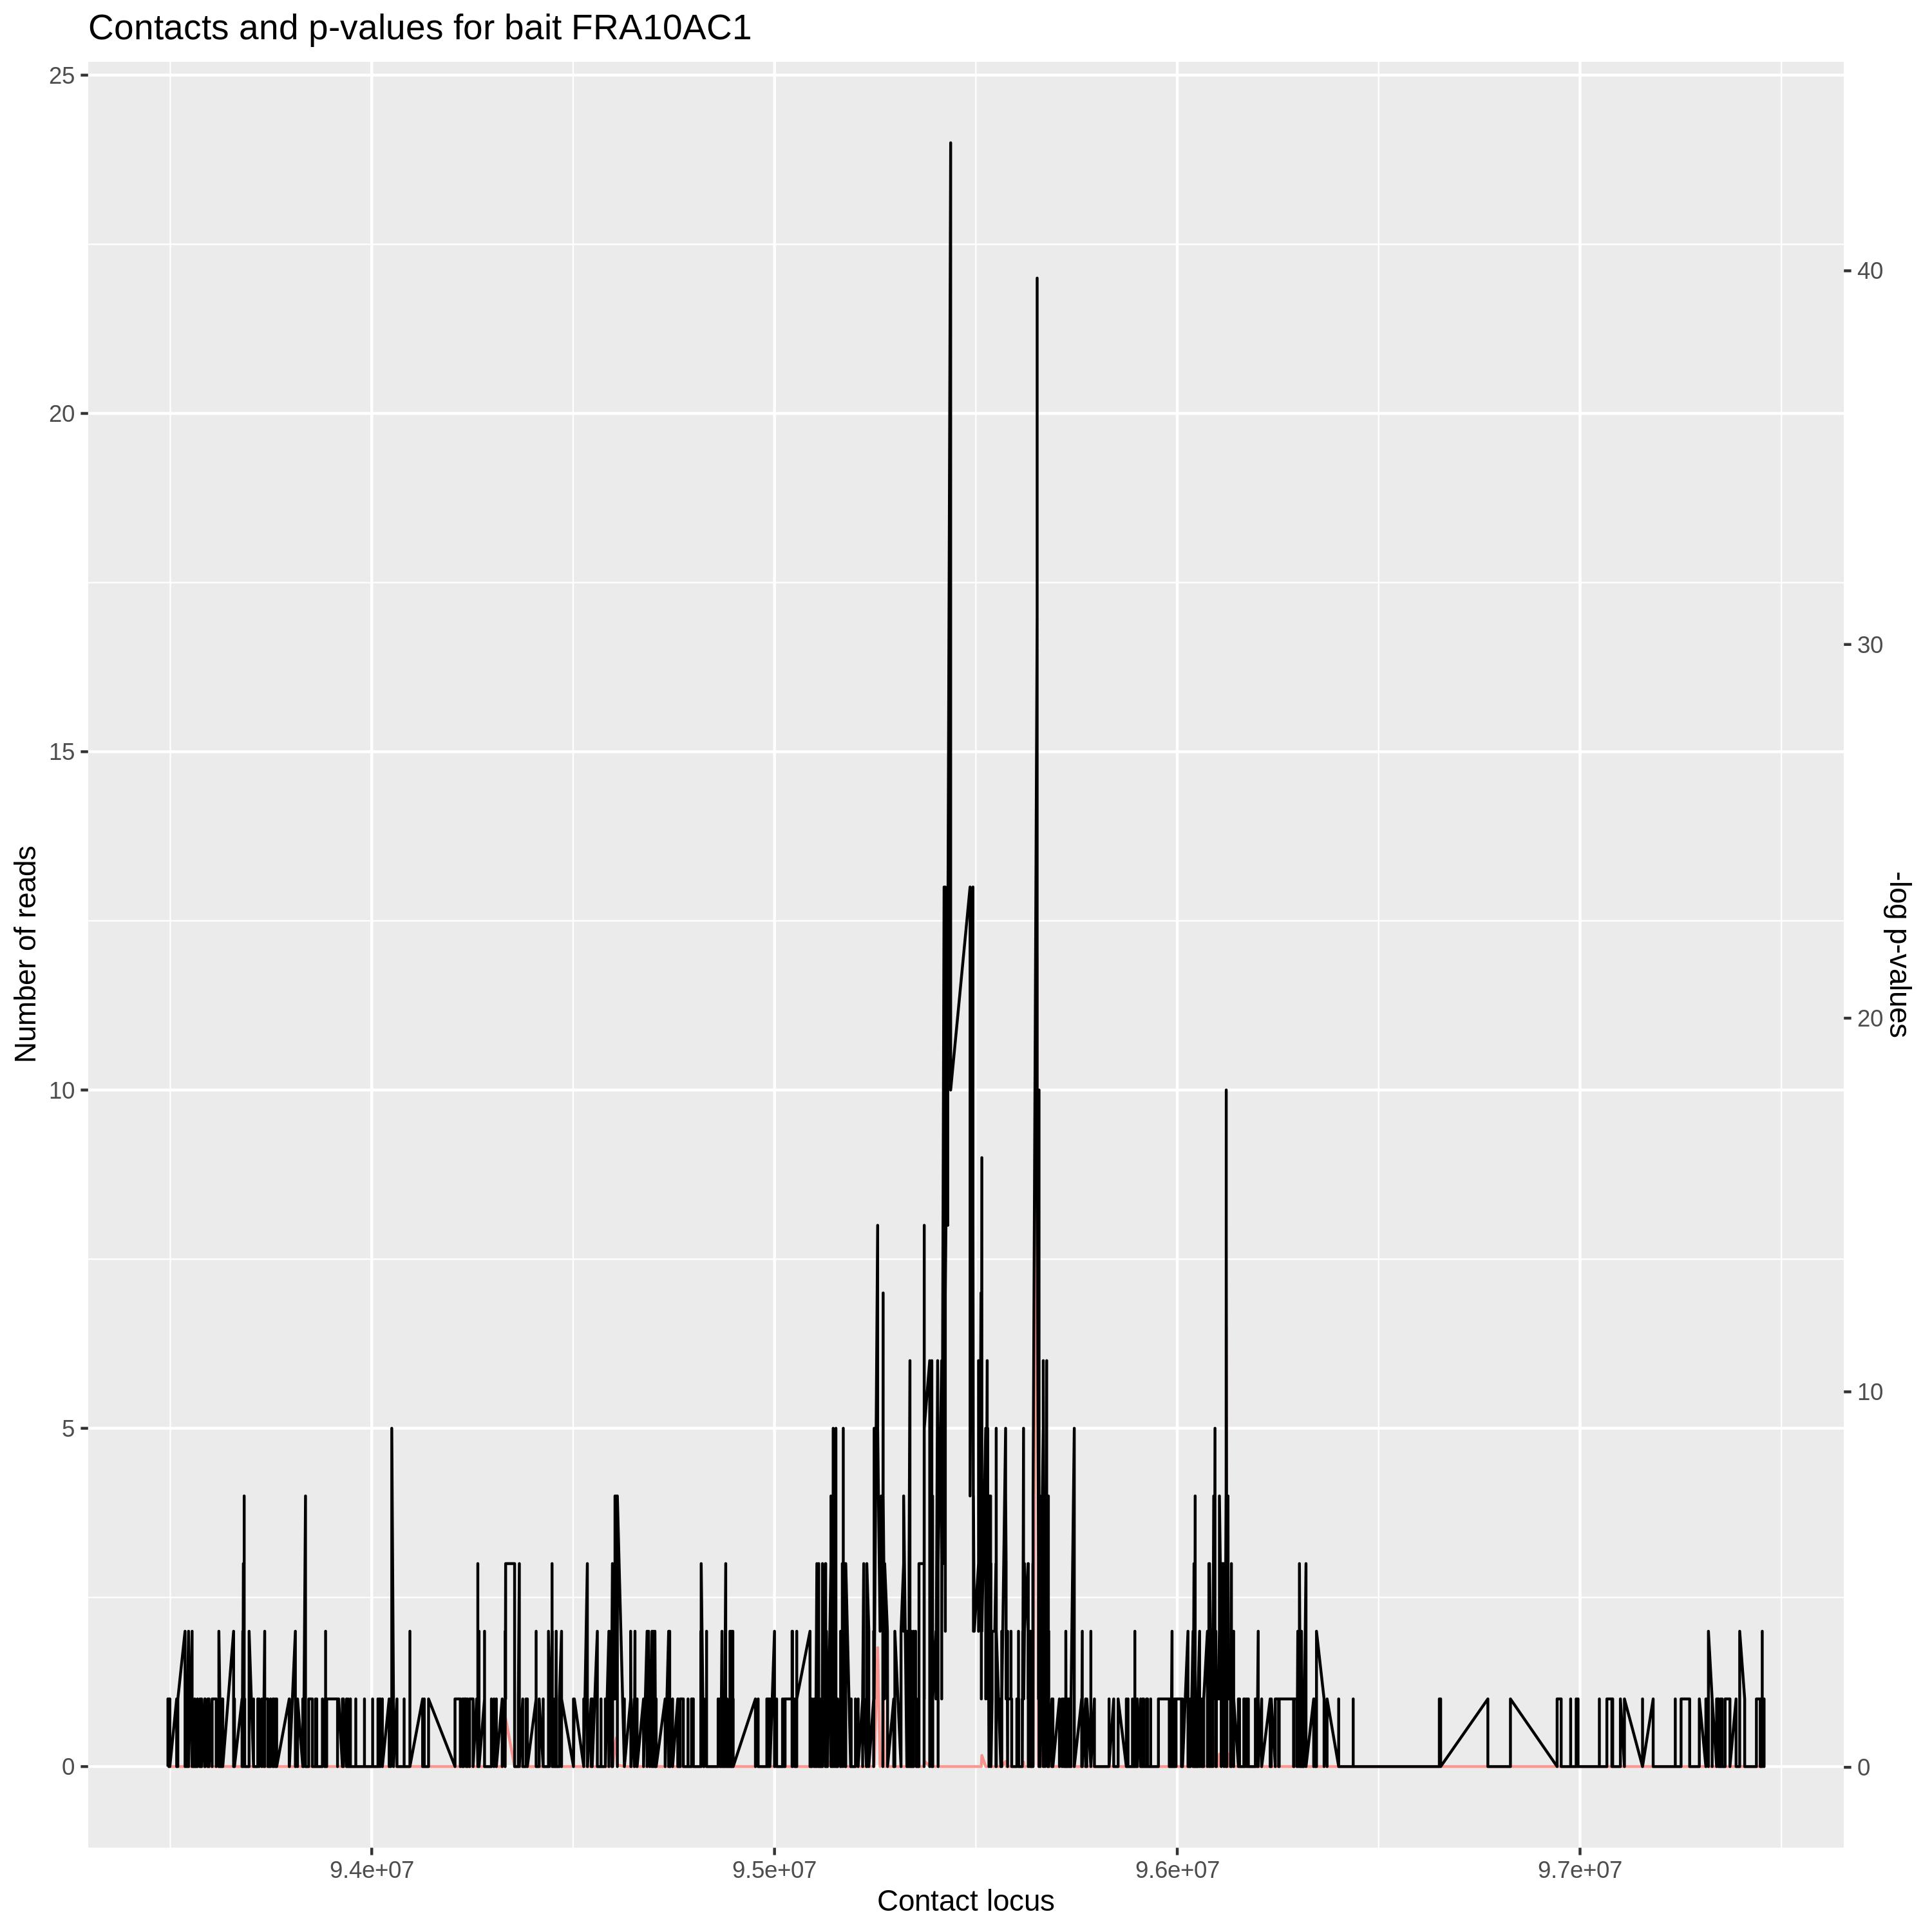 Contacts and p-values for bait FRA10AC1
25
20
15
10
5
0
Number of reads
40
30
20
10
0
-log p-values
9.4e+07
9.5e+07
9.6e+07
9.7e+07
Contact locus